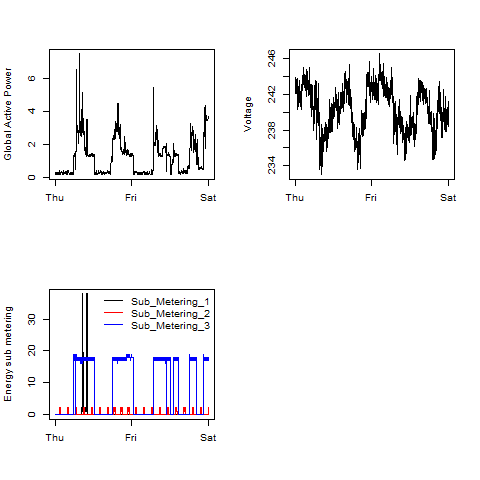 Global Active Power
6
4
2
0
Thu Fri Sat
Voltage
246
242
238
234
Thu Fri Sat
Energy sub metering
30
20
10
0
Sub_Metering_1
Sub_Metering_2
Sub_Metering_3
Thu Fri Sat